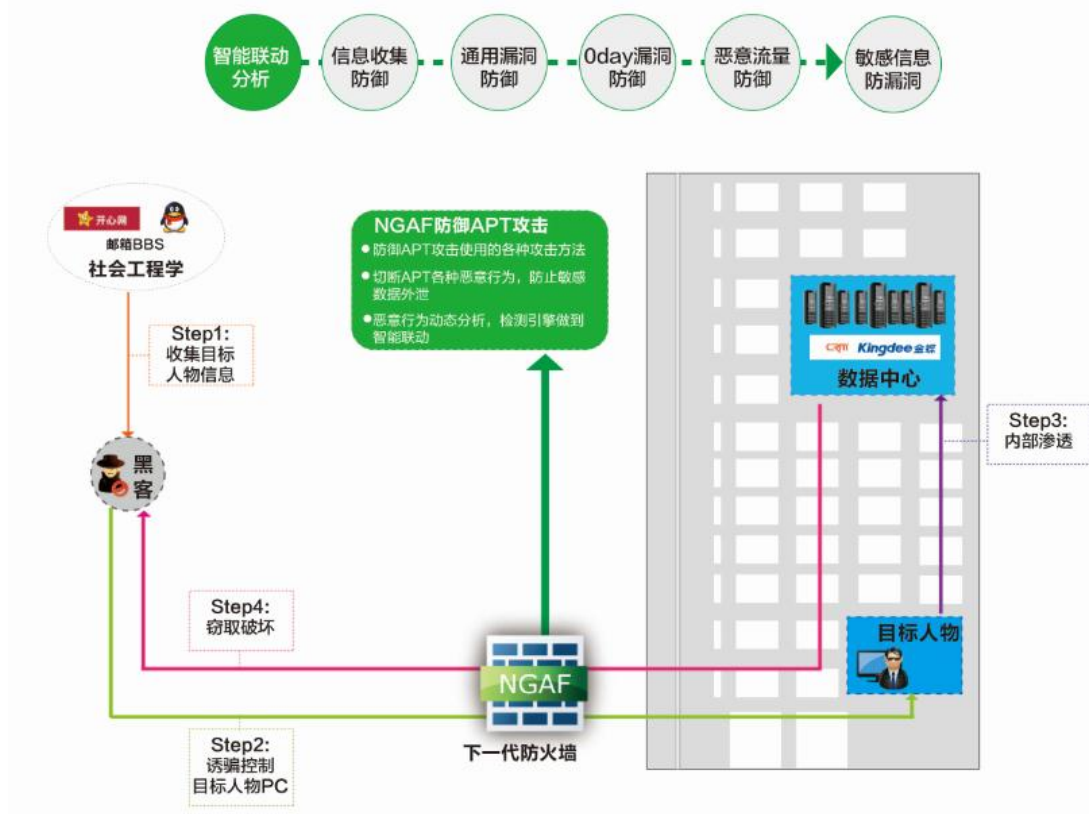 智能联动
分析
信息收集
防御
通用漏洞
防御
0day漏洞
防御
恶意流量
防御
敏感信息
防漏洞
开心网
邮箱BBS
社会工程学
Step1:
收集目标
人物信息
黑
客
NGAF防御APT攻击
●防御APT攻击使用的各种攻击方法
●切断APT各种恶意行为，防止敏感
数据外泄
●恶意行为动态分析，检测引擎做到
智能联动
Kingdee金蝶
数据中心
Step3:
内部渗透
Step4:
窃取破坏
目标人物
NGAF
下一代防火墙
Step2:
诱骗控制
目标人物PC